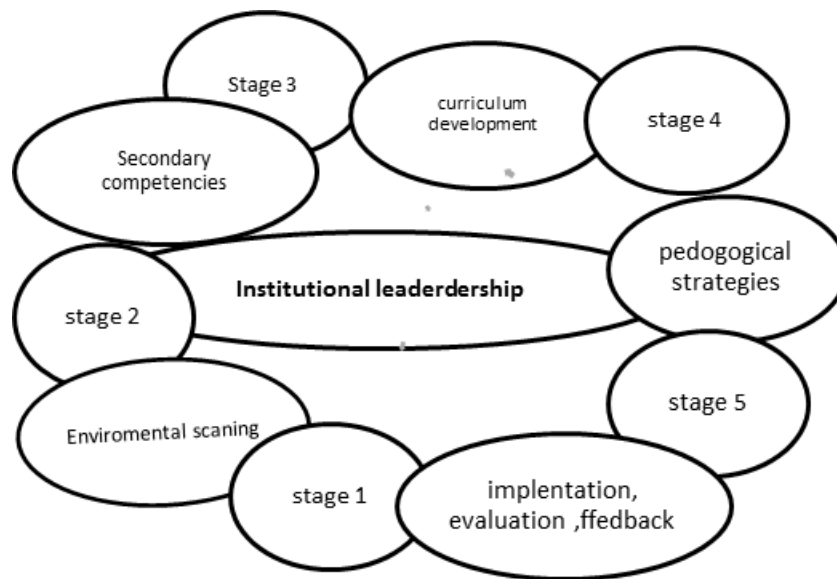 Stage 3
curriculum
development
stage 4
Secondary
competencies
pedogogical
strategies
Institutional leaderdership
stage 2
stage 5
Enviromental scaning
stage 1
implentation,
evaluation ,ffedback